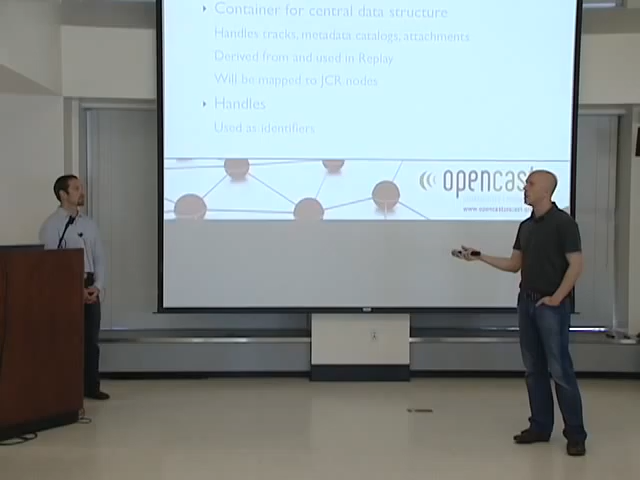 Container for central data structure
Handles tracks, metadata catalogs, attachments
Derived from and used in Replay
Will be mapped to JCR nodes
Handles
Used as identifiers
opencast